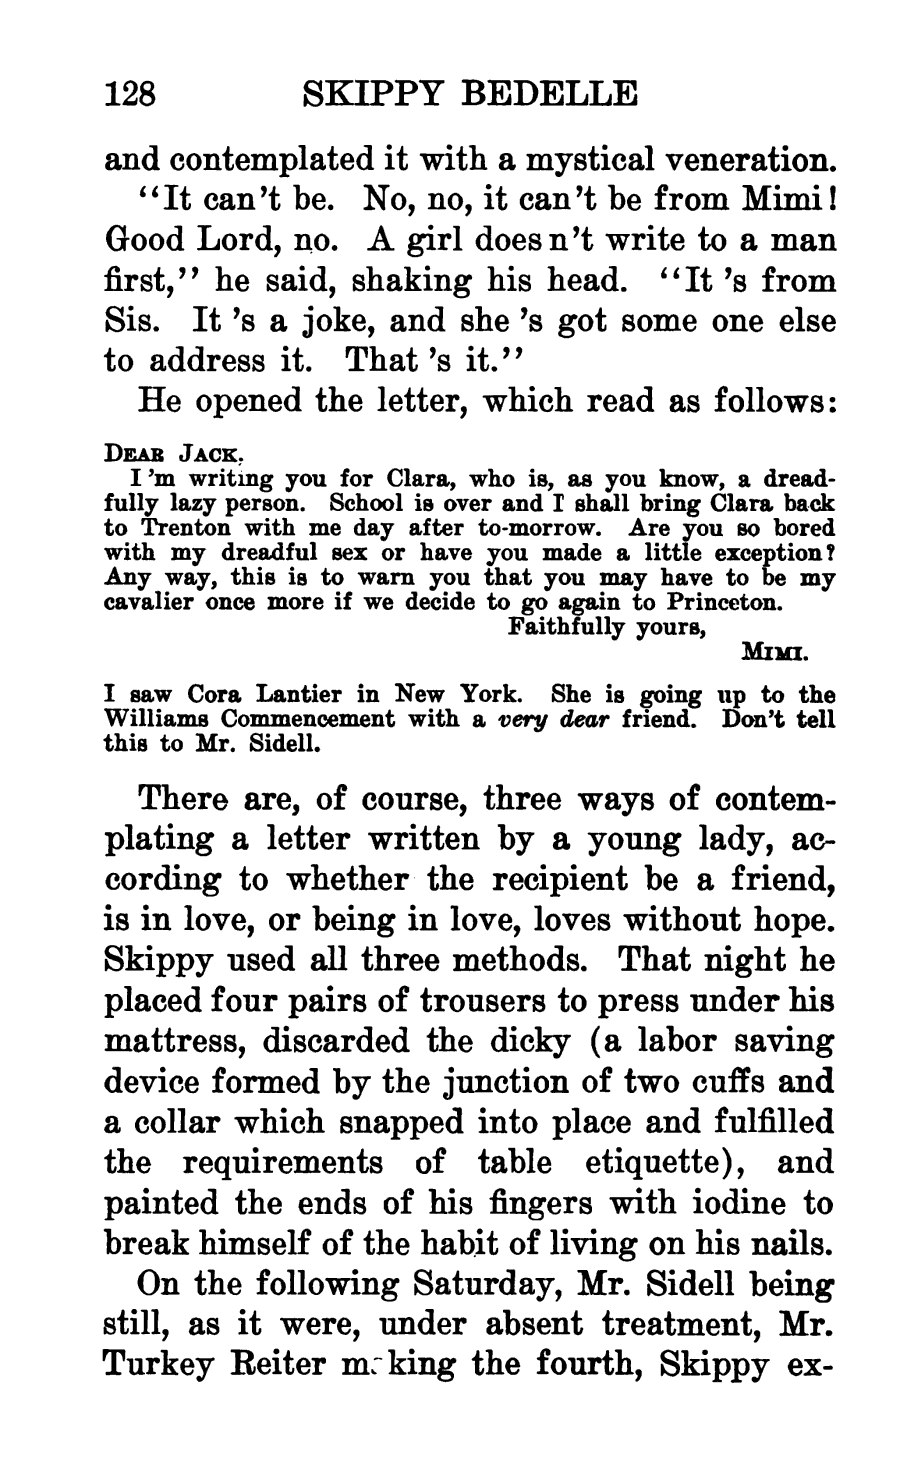 128 SKIPPY BEDELLE
and contemplated it with a mystical veneration.
"It can't be. No, no, it can't be from Mimi!
Good Lord, no. A girl does n't write to a man
first," he said, shaking his head. "It 's from
Sis. It 's a joke, and she 's got some one else
to address it. That 's it."
He opened the letter, which read as follows:
DEAR JACK:
I 'm writing you for Clara, who is, as you know, a dread-
fully lazy person. School is over and I shall bring Clara back
to Trenton with me day after to-morrow. Are you so bored
with my dreadful sex or have you made a little exception?
Any way, this is to warn you that you may have to be my
cavalier once more if we decide to go again to Princeton.
Faithfully yours,
MIMI.
I saw Cora Lantier in New York. She is going up to the
Williams Commencement with a very dear friend. Don't tell
this to Mr. Sidell.
There are, of course, three ways of contem-
plating a letter written by a young lady, ac-
cording to whether the recipient be a friend,
is in love, or being in love, loves without hope.
Skippy used all three methods. That night he
placed four pairs of trousers to press under his
mattress, discarded the dicky (a labor saving
device formed by the junction of two cuffs and
a collar which snapped into place and fulfilled
the requirements of table etiquette), and
painted the ends of his fingers with iodine to
break himself of the habit of living on his nails.
On the following Saturday, Mr. Sidell being
still, as it were, under absent treatment, Mr.
Turkey Reiter making the fourth, Skippy ex-